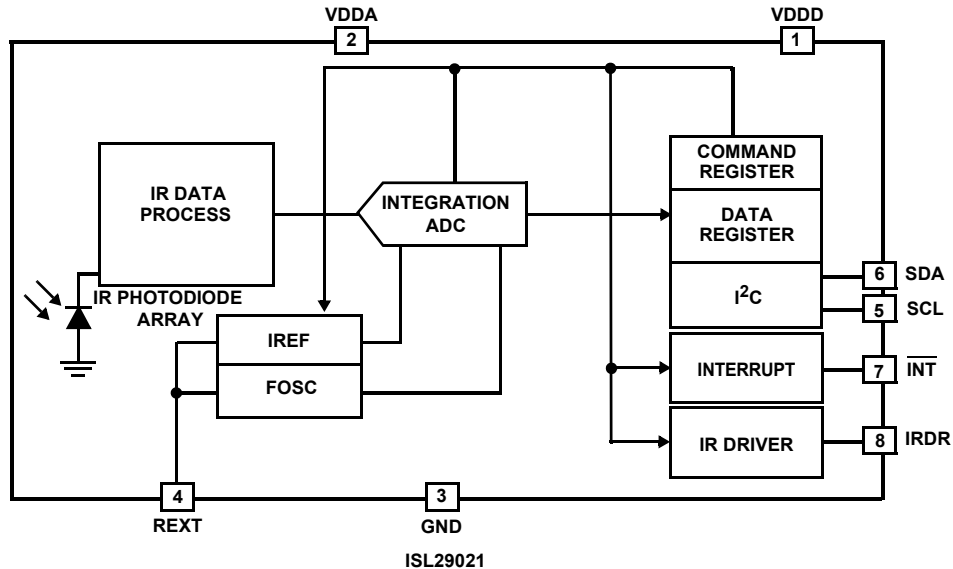 VDDA
VDDD
2
1
COMMAND
REGISTER
IR DATA
PROCESS
INTEGRATION
ADC
DATA
REGISTER
I²C
6 SDA
5 SCL
IR PHOTODIODE
ARRAY
IREF
FOSC
INTERRUPT
7 INT
IR DRIVER
8 IRDR
4
3
REXT
GND
ISL29021